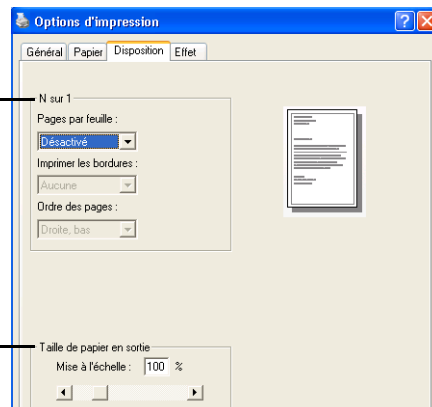 Options d'impression
Général Papier Disposition Effet
N sur 1
Pages par feuille :
Désactivé
Imprimer les bordures :
Aucune
Ordre des pages :
Droite, bas
Taille de papier en sortie
Mise à l'échelle : 100 %